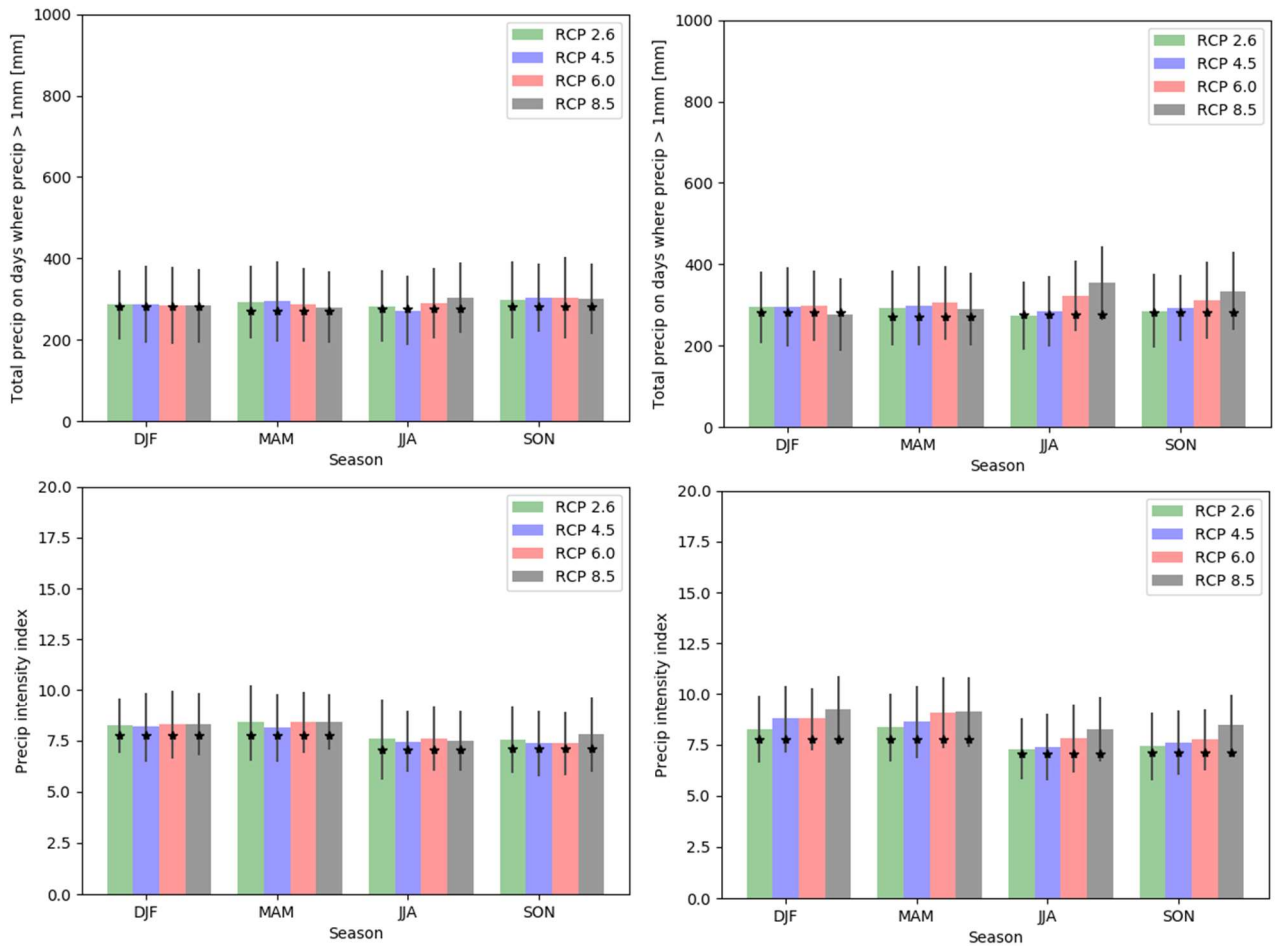 Total precip on days where precip > 1mm [mm]
1000
800
600
400
200
0
RCP 2.6
RCP 4.5
RCP 6.0
RCP 8.5
DJF MAM JJA SON
Season
Total precip on days where precip > 1mm [mm]
1000
800
600
400
200
0
RCP 2.6
RCP 4.5
RCP 6.0
RCP 8.5
DJF MAM JJA SON
Season
Precip intensity index
20.0
17.5
15.0
12.5
10.0
7.5
5.0
2.5
0.0
RCP 2.6
RCP 4.5
RCP 6.0
RCP 8.5
DJF MAM JJA SON
Season
Precip intensity index
20.0
17.5
15.0
12.5
10.0
7.5
5.0
2.5
0.0
RCP 2.6
RCP 4.5
RCP 6.0
RCP 8.5
DJF MAM JJA SON
Season